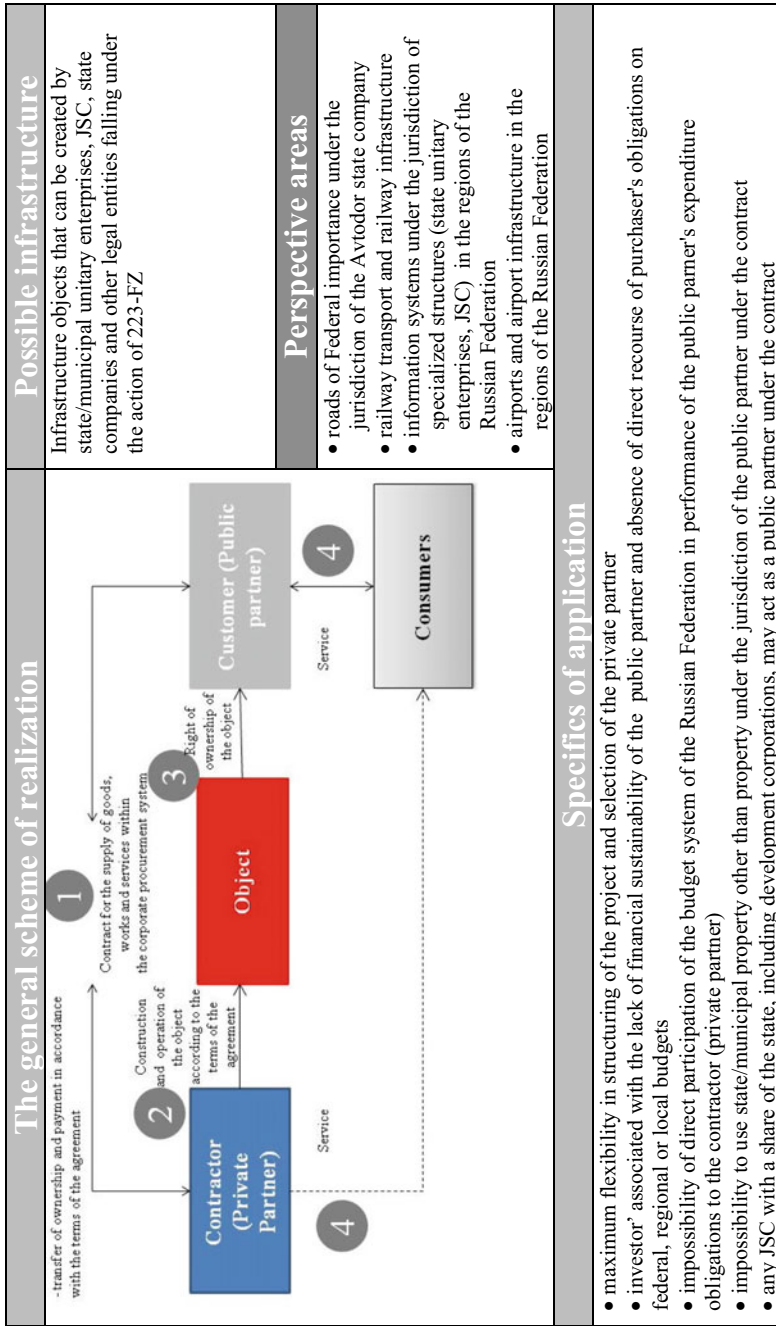 The general scheme of realization
- transfer of ownership and payment in accordance
with the terms of the agreement
1
Contract for the supply of goods,
works and services within
the corporate procurement system
Contractor
(Private
Partner)
2
Construction
and operation of
the object
according to the
terms of the
agreement
Object
3
Right of
ownership of
the object
Customer (Public
partner)
4
Service
4
Service
Consumers
Possible infrastructure
Infrastructure objects that can be created by
state/municipal unitary enterprises, JSC, state
companies and other legal entities falling under
the action of 223-FZ
Perspective areas
• roads of Federal importance under the
jurisdiction of the Avtodor state company
• railway transport and railway infrastructure
• information systems under the jurisdiction of
specialized structures (state unitary
enterprises, JSC) in the regions of the
Russian Federation
• airports and airport infrastructure in the
regions of the Russian Federation
Specifics of application
• maximum flexibility in structuring of the project and selection of the private partner
• investor' associated with the lack of financial sustainability of the public partner and absence of direct recourse of purchaser's obligations on
federal, regional or local budgets
• impossibility of direct participation of the budget system of the Russian Federation in performance of the public parner's expenditure
obligations to the contractor (private partner)
• impossibility to use state/municipal property other than property under the jurisdiction of the public partner under the contract
• any JSC with a share of the state, including development corporations, may act as a public partner under the contract